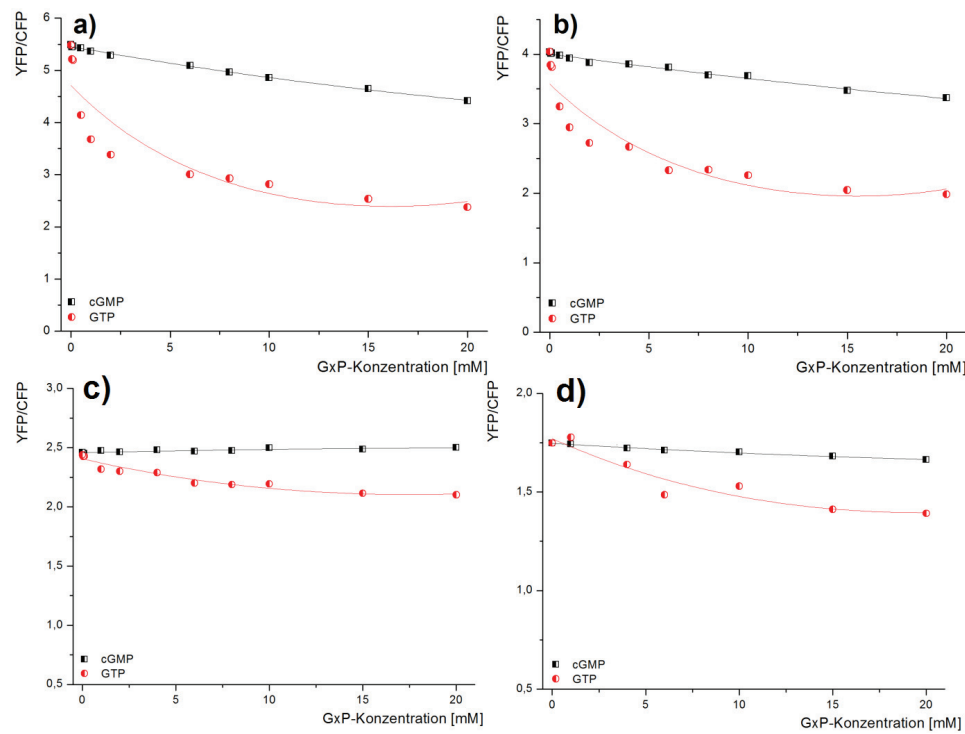 a)
YFP/CFP
6
5
4
3
2
1
0
0
5
10
15
20
cGMP
GTP
GxP-Konzentration [mM]
b)
YFP/CFP
4
3
2
1
0
0
5
10
15
20
cGMP
GTP
GxP-Konzentration [mM]
c)
YFP/CFP
3,0
2,5
2,0
1,5
1,0
0,5
0
5
10
15
20
cGMP
GTP
GxP-Konzentration [mM]
d)
YFP/CFP
2,0
1,5
1,0
0,5
0
5
10
15
20
cGMP
GTP
GxP-Konzentration [mM]